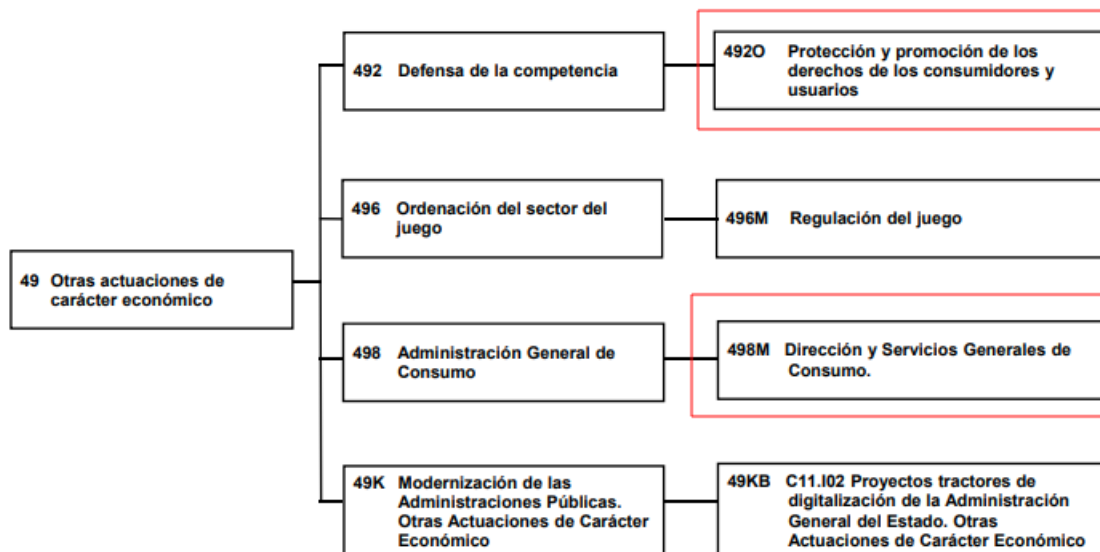 492 Defensa de la competencia
492O Protección y promoción de los
derechos de los consumidores y
usuarios
496 Ordenación del sector del
juego
496M Regulación del juego
49 Otras actuaciones de
carácter económico
498 Administración General de
Consumo
498M Dirección y Servicios Generales de
Consumo.
49K Modernización de las
Administraciones Públicas.
Otras Actuaciones de Carácter
Económico
49KB C11.I02 Proyectos tractores de
digitalización de la Administración
General del Estado. Otras
Actuaciones de Carácter Económico